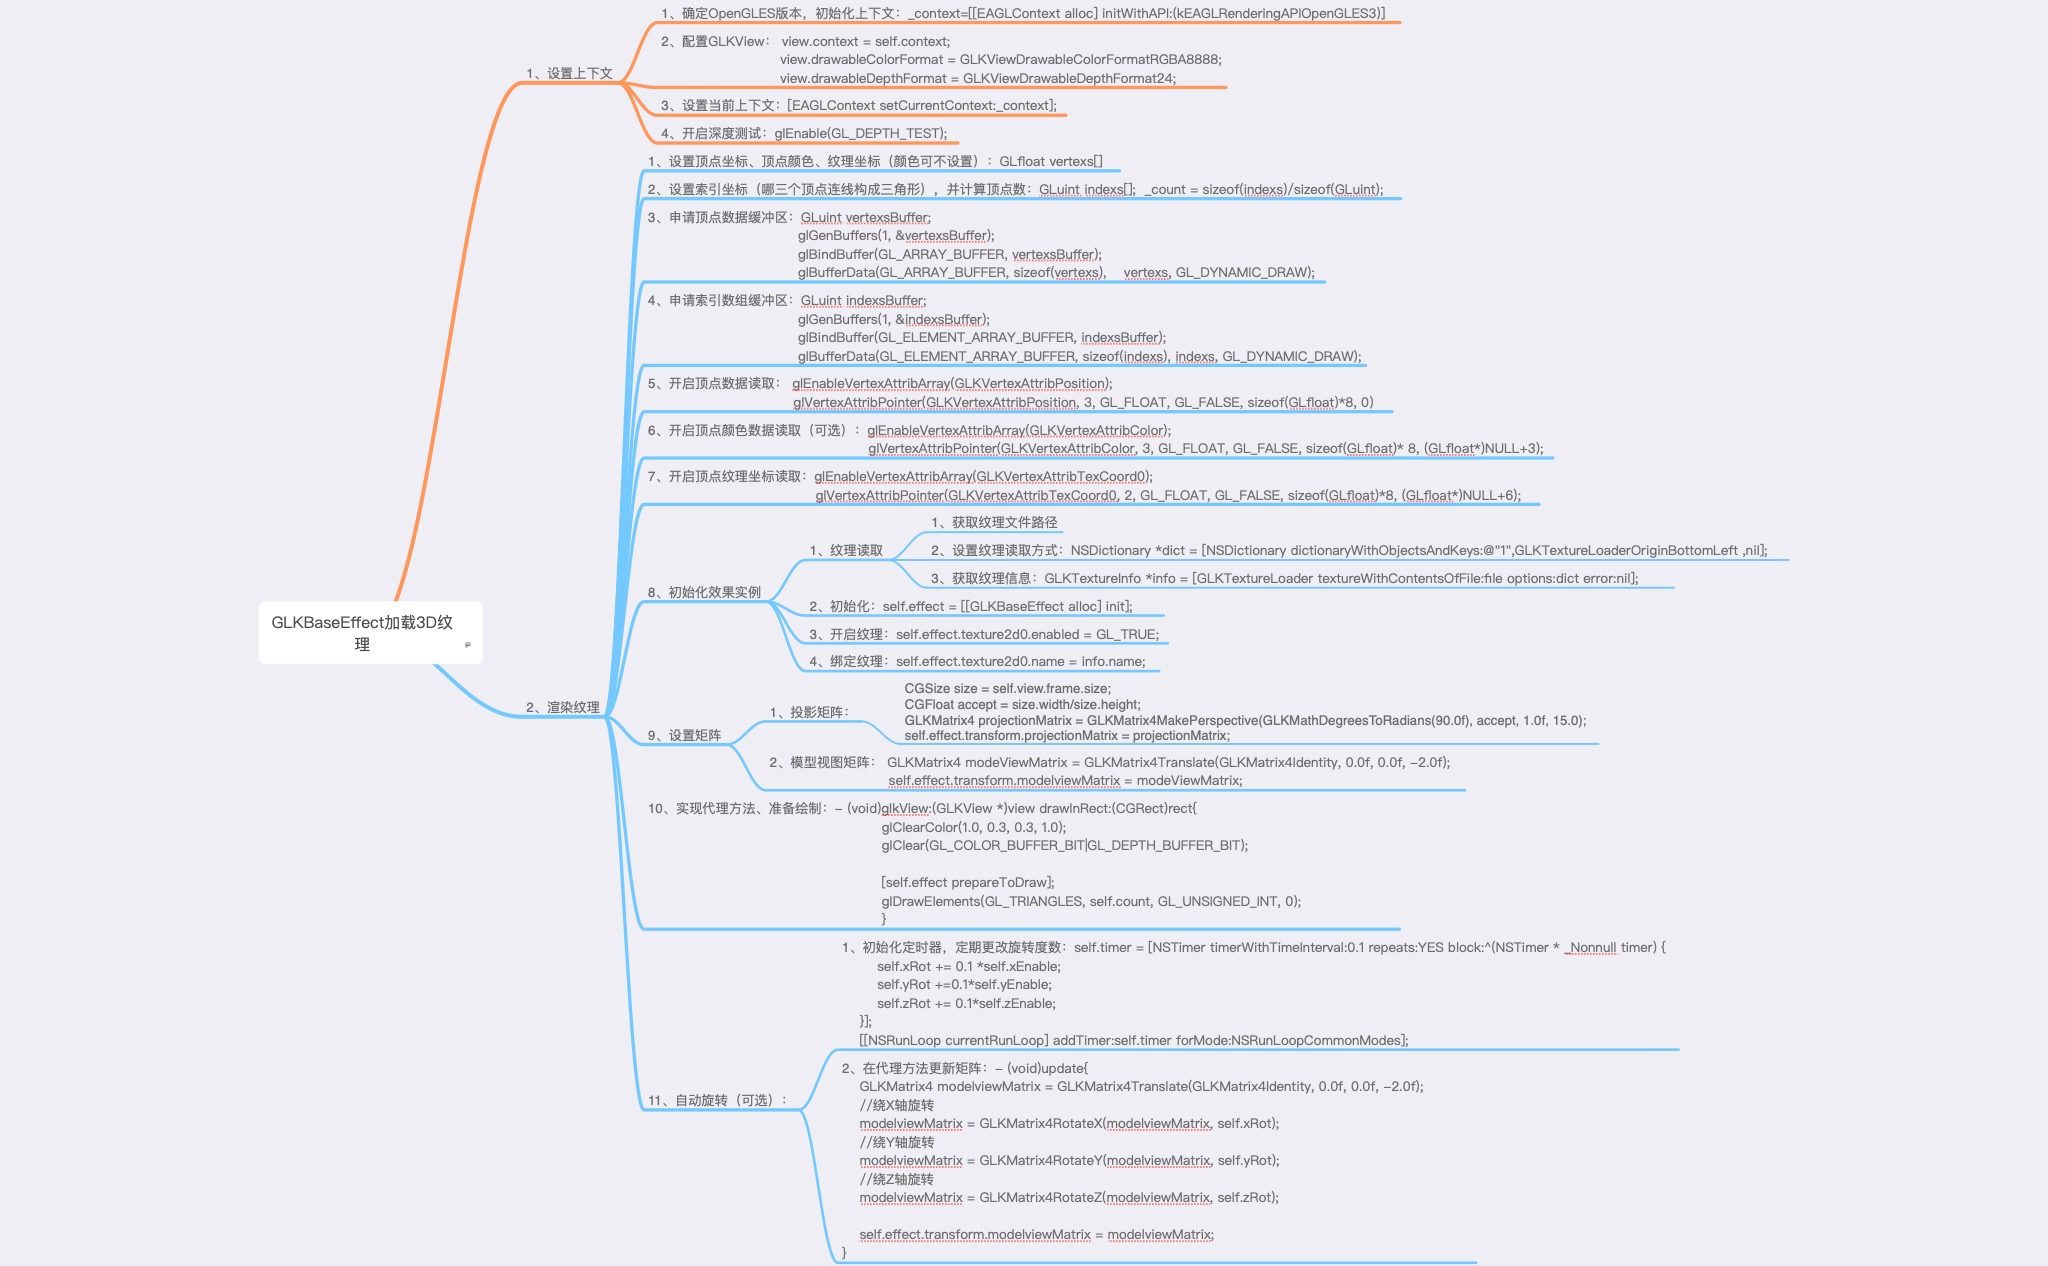 GLKBaseEffect加载3D纹
理
1、设置上下文
1、确定OpenGLES版本，初始化上下文：_context=[[EAGLContext alloc] initWithAPI:(kEAGLRenderingAPIOpenGLES3)]
2、配置GLKView： view.context = self.context;
view.drawableColorFormat = GLKViewDrawableColorFormatRGBA8888;
view.drawableDepthFormat = GLKViewDrawableDepthFormat24;
3、设置当前上下文：[EAGLContext setCurrentContext:_context];
4、开启深度测试：glEnable(GL_DEPTH_TEST);
2、渲染纹理
1、设置顶点坐标、顶点颜色、纹理坐标（颜色可不设置）：GLfloat vertexs[]
2、设置索引坐标（哪三个顶点连线构成三角形），并计算顶点数：GLuint indexs[]; _count = sizeof(indexs)/sizeof(GLuint);
3、申请顶点数据缓冲区：GLuint vertexsBuffer;
glGenBuffers(1, &vertexsBuffer);
glBindBuffer(GL_ARRAY_BUFFER, vertexsBuffer);
glBufferData(GL_ARRAY_BUFFER, sizeof(vertexs), vertexs, GL_DYNAMIC_DRAW);
4、申请索引数组缓冲区：GLuint indexsBuffer;
glGenBuffers(1, &indexsBuffer);
glBindBuffer(GL_ELEMENT_ARRAY_BUFFER, indexsBuffer);
glBufferData(GL_ELEMENT_ARRAY_BUFFER, sizeof(indexs), indexs, GL_DYNAMIC_DRAW);
5、开启顶点数据读取： glEnableVertexAttribArray(GLKVertexAttribPosition);
glVertexAttribPointer(GLKVertexAttribPosition, 3, GL_FLOAT, GL_FALSE, sizeof(GLfloat)*8, 0)
6、开启顶点颜色数据读取（可选）：glEnableVertexAttribArray(GLKVertexAttribColor);
glVertexAttribPointer(GLKVertexAttribColor, 3, GL_FLOAT, GL_FALSE, sizeof(GLfloat)* 8, (GLfloat*)NULL+3);
7、开启顶点纹理坐标读取：glEnableVertexAttribArray(GLKVertexAttribTexCoord0);
glVertexAttribPointer(GLKVertexAttribTexCoord0, 2, GL_FLOAT, GL_FALSE, sizeof(GLfloat)*8, (GLfloat*)NULL+6);
8、初始化效果实例
1、纹理读取
1、获取纹理文件路径
2、设置纹理读取方式：NSDictionary *dict = [NSDictionary dictionaryWithObjectsAndKeys:@"1",GLKTextureLoaderOriginBottomLeft ,nil];
3、获取纹理信息：GLKTextureInfo *info = [GLKTextureLoader textureWithContentsOfFile:file options:dict error:nil];
2、初始化：self.effect = [[GLKBaseEffect alloc] init];
3、开启纹理：self.effect.texture2d0.enabled = GL_TRUE;
4、绑定纹理：self.effect.texture2d0.name = info.name;
9、设置矩阵
1、投影矩阵：
CGSize size = self.view.frame.size;
CGFloat accept = size.width/size.height;
GLKMatrix4 projectionMatrix = GLKMatrix4MakePerspective(GLKMathDegreesToRadians(90.0f), accept, 1.0f, 15.0);
self.effect.transform.projectionMatrix = projectionMatrix;
2、模型视图矩阵： GLKMatrix4 modeViewMatrix = GLKMatrix4Translate(GLKMatrix4Identity, 0.0f, 0.0f, -2.0f);
self.effect.transform.modelviewMatrix = modeViewMatrix;
10、实现代理方法、准备绘制：- (void)glkView:(GLKView *)view drawInRect:(CGRect)rect{
glClearColor(1.0, 0.3, 0.3, 1.0);
glClear(GL_COLOR_BUFFER_BIT|GL_DEPTH_BUFFER_BIT);
[self.effect prepareToDraw];
glDrawElements(GL_TRIANGLES, self.count, GL_UNSIGNED_INT, 0);
}
11、自动旋转（可选）：
1、初始化定时器，定期更改旋转度数：self.timer = [NSTimer timerWithTimeInterval:0.1 repeats:YES block:^(NSTimer * _Nonnull timer) {
self.xRot += 0.1 *self.xEnable;
self.yRot +=0.1*self.yEnable;
self.zRot += 0.1*self.zEnable;
}];
[[NSRunLoop currentRunLoop] addTimer:self.timer forMode:NSRunLoopCommonModes];
2、在代理方法更新矩阵：- (void)update{
GLKMatrix4 modelviewMatrix = GLKMatrix4Translate(GLKMatrix4Identity, 0.0f, 0.0f, -2.0f);
//绕X轴旋转
modelviewMatrix = GLKMatrix4RotateX(modelviewMatrix, self.xRot);
//绕Y轴旋转
modelviewMatrix = GLKMatrix4RotateY(modelviewMatrix, self.yRot);
//绕Z轴旋转
modelviewMatrix = GLKMatrix4RotateZ(modelviewMatrix, self.zRot);
self.effect.transform.modelviewMatrix = modelviewMatrix;
}